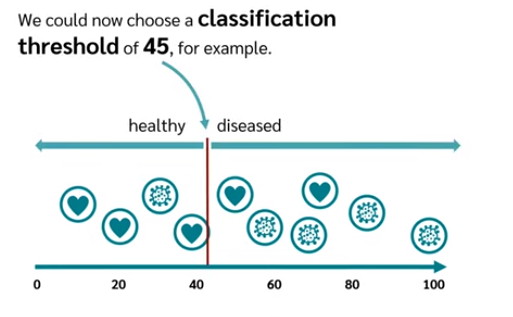 We could now choose a classification
threshold of 45, for example.
healthy diseased
0 20 40 60 80 100